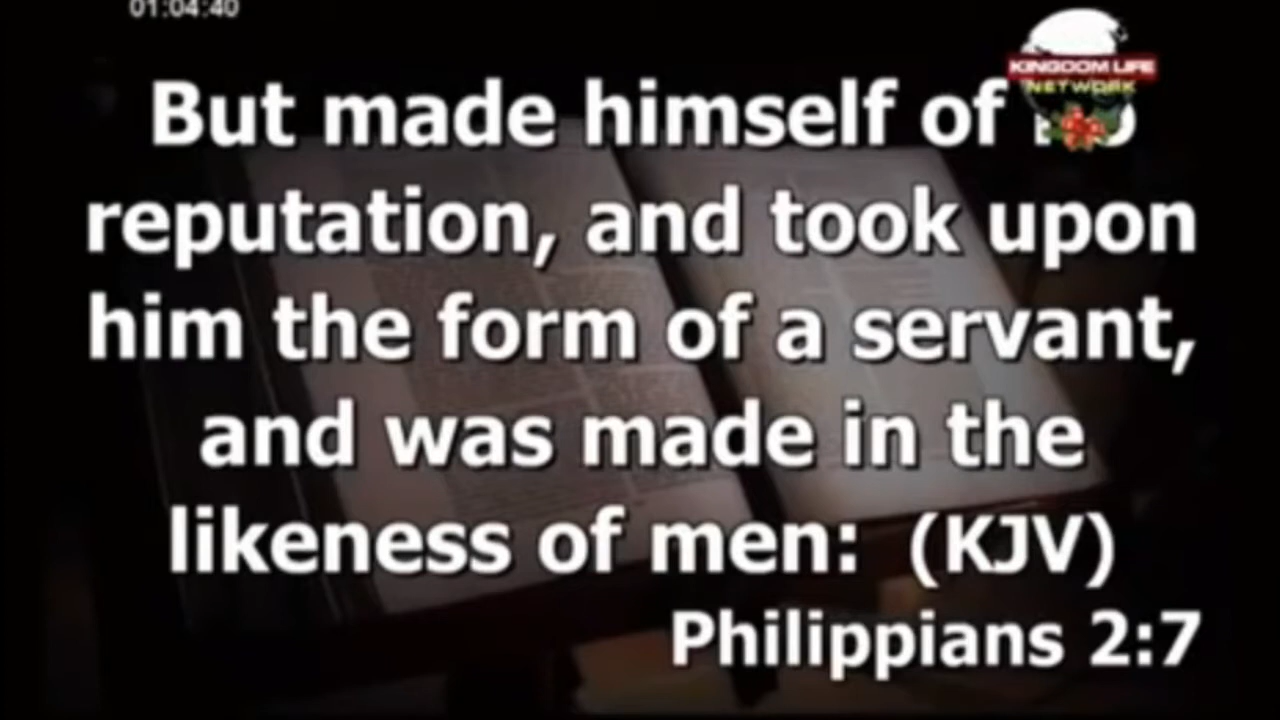 01:04:40
KINGDOM LIFE
NETWORK
But made himself of
reputation, and took upon
him the form of a servant,
and was made in the
likeness of men: (KJV)
Philippians 2:7